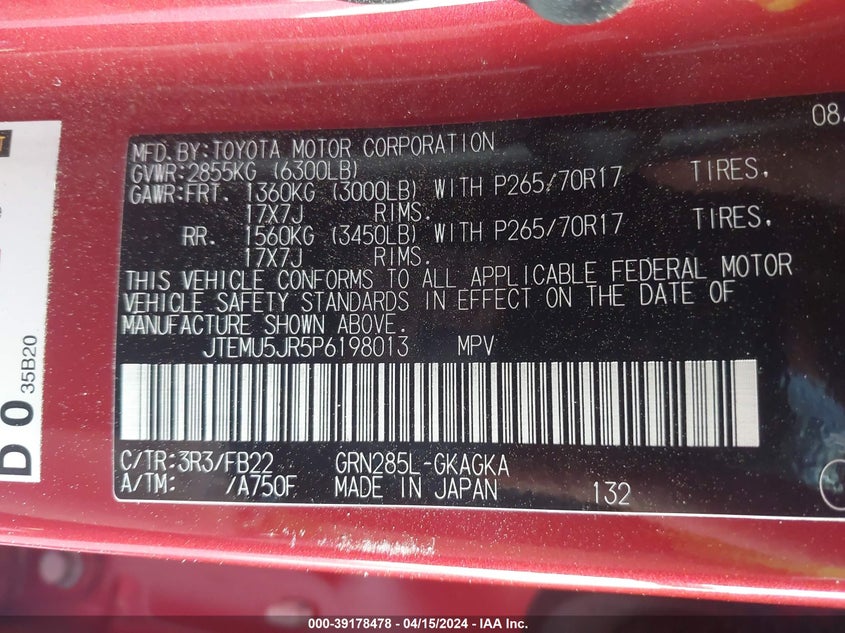 08
MFD. BY: TOYOTA MOTOR CORPORATION
GVWR: 2855KG (6300LB)
GAWR: FRT. 1360KG (3000LB) WITH P265/70R17 TIRES,
17X7J RIMS.
RR. 1560KG (3450LB) WITH P265/70R17 TIRES,
17X7J RIMS.
THIS VEHICLE CONFORMS TO ALL APPLICABLE FEDERAL MOTOR
VEHICLE SAFETY STANDARDS IN EFFECT ON THE DATE OF
MANUFACTURE SHOWN ABOVE.
JTEMU5JR5P6198013 MPV
C/TR: 3R3/FB22 GRN285L-GKAGKA
A/TM: /A750F MADE IN JAPAN 132
D 0 35B20
000-39178478 - 04/15/2024 - IAA Inc.